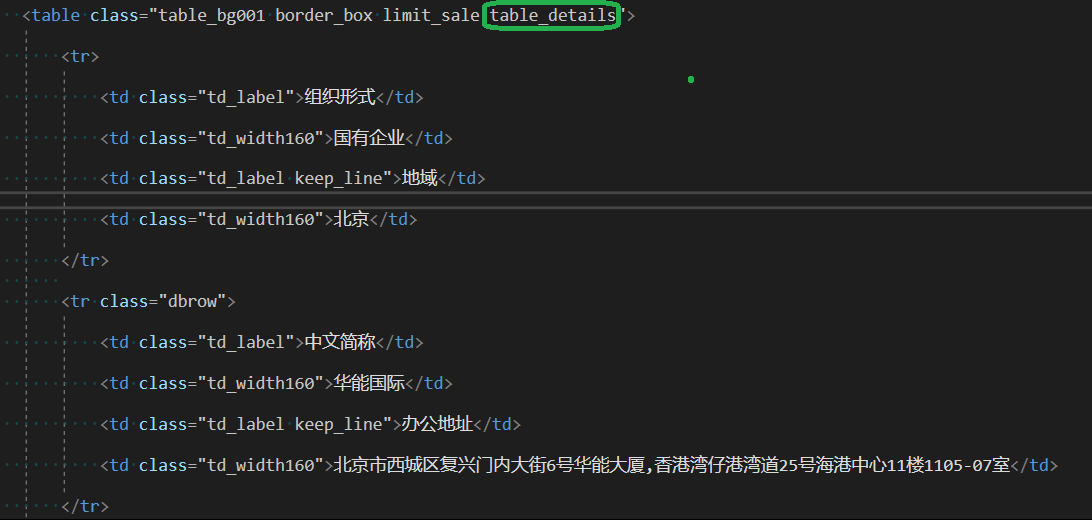 <table class="table_bg001 border_box limit_sale table_details">
<tr>
<td class="td_label">组织形式</td>
<td class="td_width160">国有企业</td>
<td class="td_label keep_line">地域</td>
<td class="td_width160">北京</td>
</tr>
<tr class="dbrow">
<td class="td_label">中文简称</td>
<td class="td_width160">华能国际</td>
<td class="td_label keep_line">办公地址</td>
<td class="td_width160">北京市西城区复兴门内大街6号华能大厦,香港湾仔港湾道25号海港中心11楼1105-07室</td>
</tr>